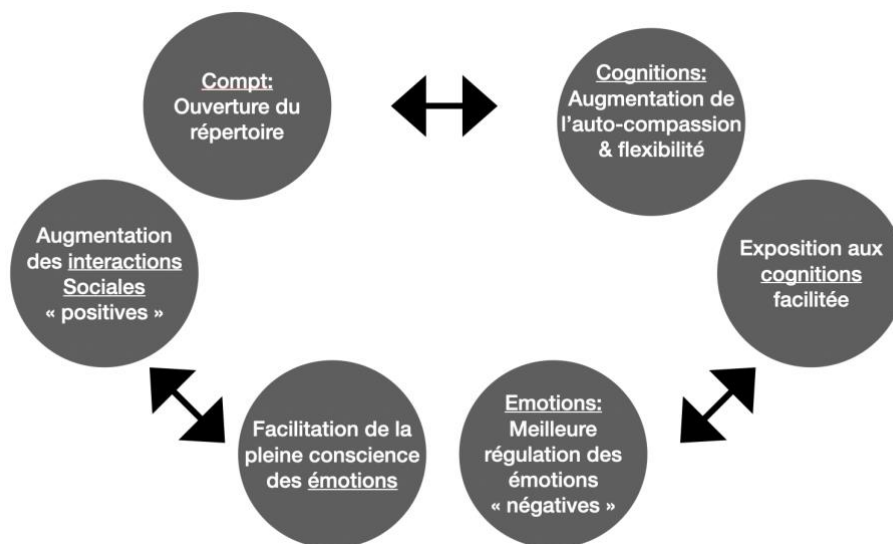 Compt:
Ouverture du
répertoire
Cognitions:
Augmentation de
l'auto-compassion
& flexibilité
Augmentation
des interactions
Sociales
« positives »
Exposition aux
cognitions
facilitée
Facilitation de la
pleine conscience
des émotions
Emotions:
Meilleure
régulation des
émotions
« négatives »